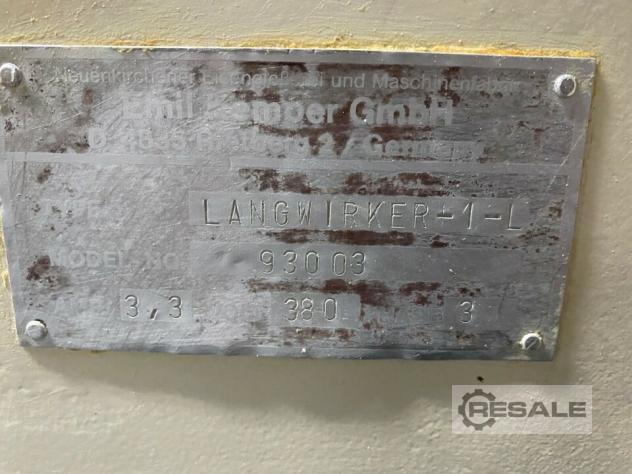 Neuenkirchener Eisengießerei und Maschinenfabrik
Emil Kemper GmbH
D-4835 Rietberg 2 / Germany
LANGWIRKER-1-L
MODEL NO. 93003
3,3 380 3
RESALE